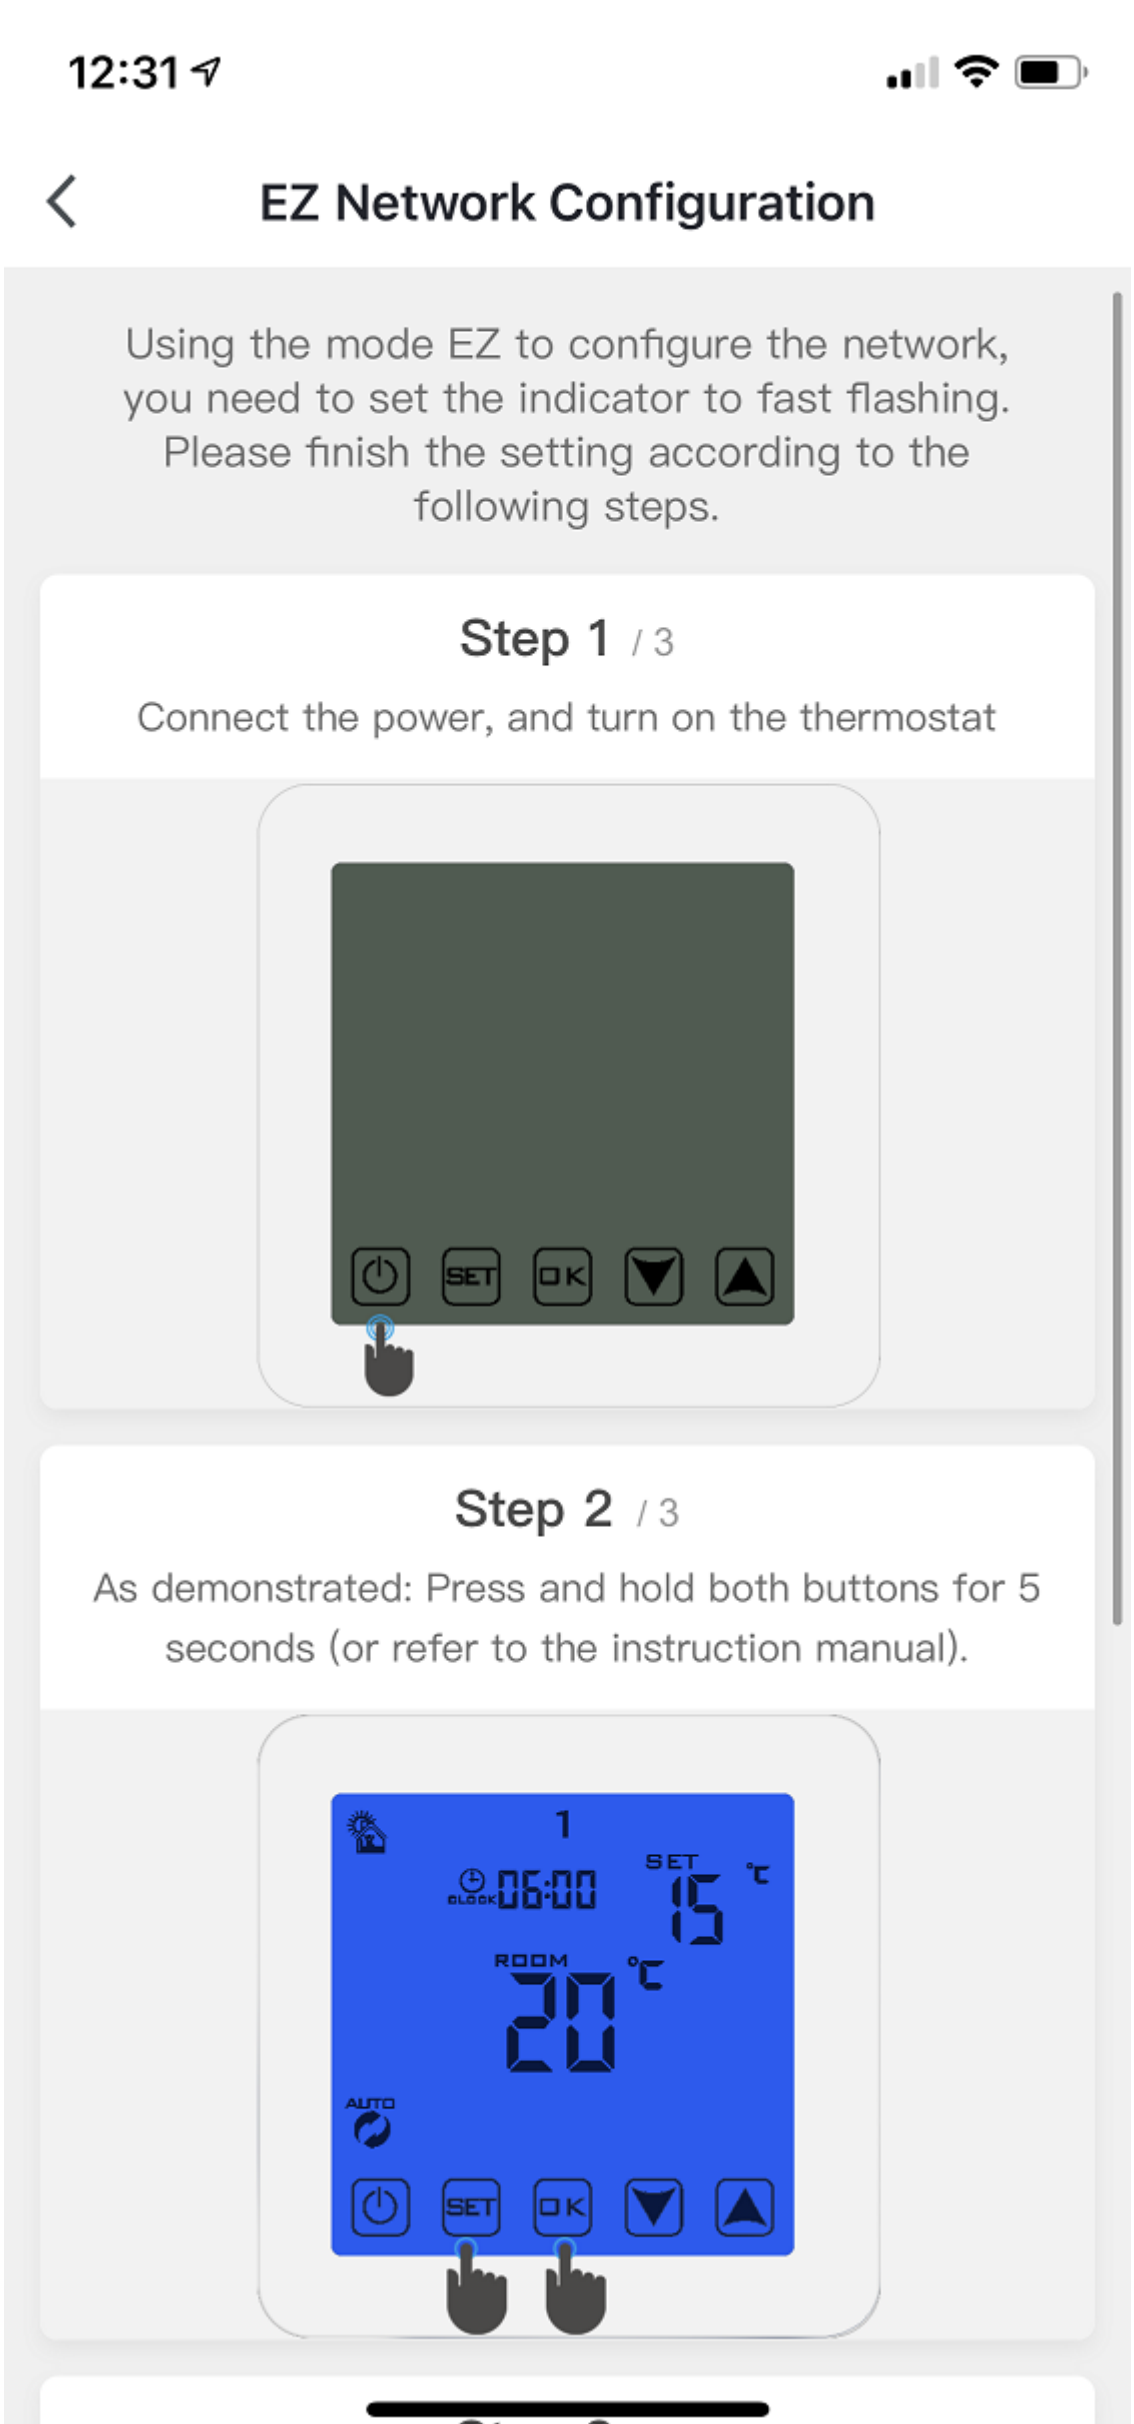 12:31
EZ Network Configuration
Using the mode EZ to configure the network,
you need to set the indicator to fast flashing.
Please finish the setting according to the
following steps.
Step 1 / 3
Connect the power, and turn on the thermostat
SET OK
Step 2 / 3
As demonstrated: Press and hold both buttons for 5
seconds (or refer to the instruction manual).
1
SET
CLOCK 06:00 15 °C
ROOM
20 °C
AUTO
SET OK